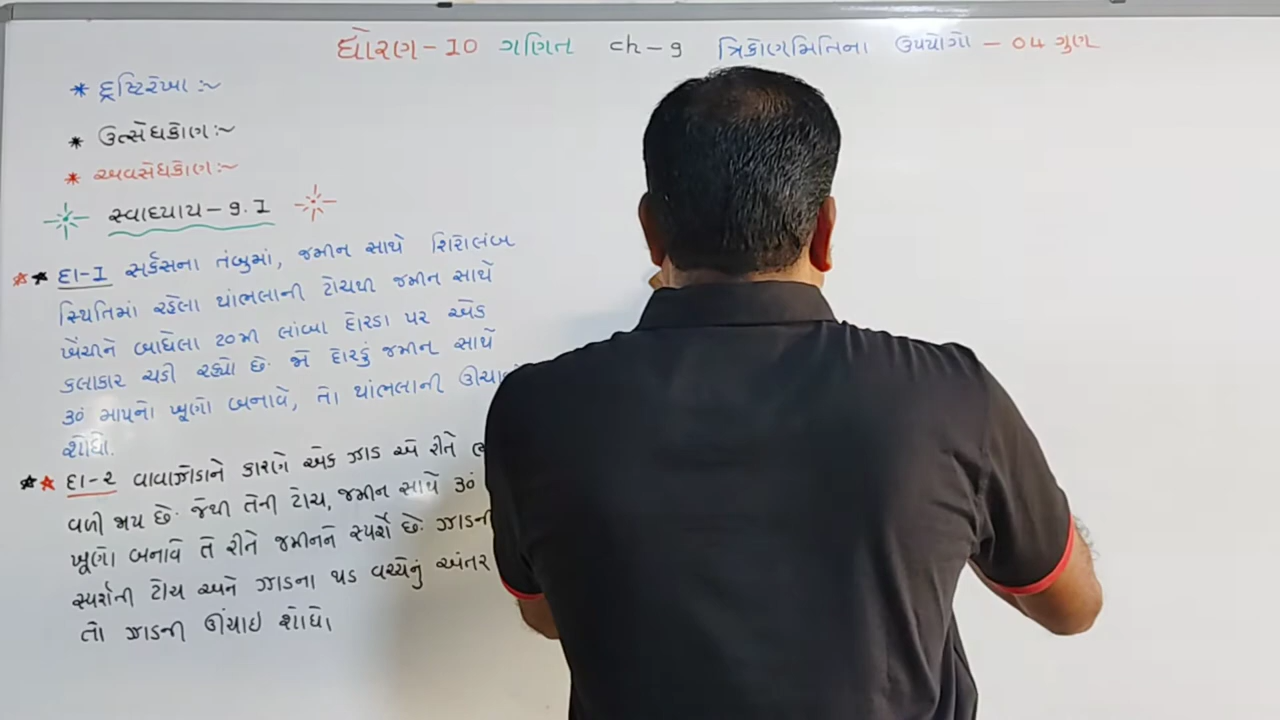 ધોરણ - 10 ગણિત ch - 9 ત્રિકોણમિતિના ઉપયોગો - 04 ગુણ
* દ્રષ્ટિરેખા :~
* ઉત્સેધકોણ:~
* અવસેધકોણ:~
સ્વાધ્યાય - 9.1
દા-1 સર્કસના તંબુમાં, જમીન સાથે શિરોલંબ
સ્થિતિમાં રહેલા થાંભલાની ટોચથી જમીન સાથે
ખેંચીને બાંધેલા 20મી લાંબા દોરડા પર એક
કલાકાર ચડી રહ્યો છે. જો દોરડું જમીન સાથે
30 માપનો ખૂણો બનાવે, તો થાંભલાની
શોધો.
દા-2 વાવાઝોડાને કારણે એક ઝાડ એ રીતે
વળી જાય છે. જેથી તેની ટોચ, જમીન સાથે 30
ખૂણો બનાવે તે રીતે જમીનને સ્પર્શે છે. ઝાડની
સ્પર્શની ટોચ અને ઝાડના થડ વચ્ચેનું અંતર
તો ઝાડની ઊંચાઇ શોધો